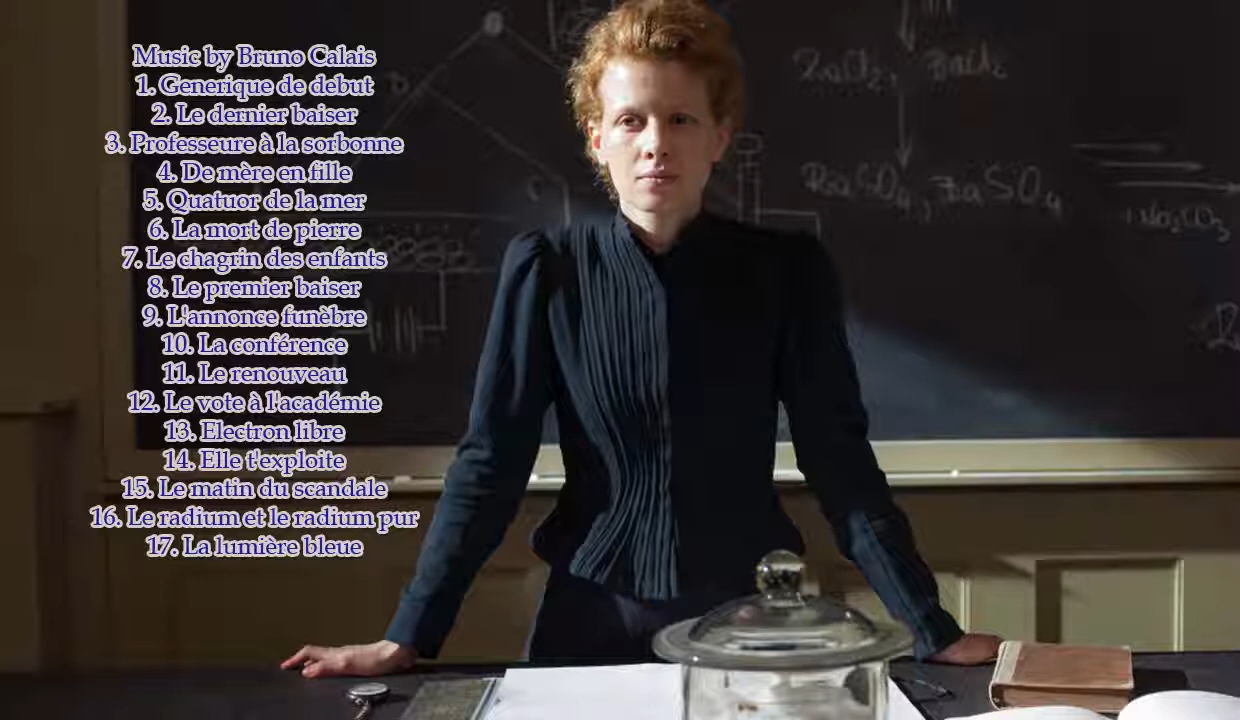 Music by Bruno Calais
1. Generique de debut
2. Le dernier baiser
3. Professeure à la sorbonne
4. De mère en fille
5. Quatuor de la mer
6. La mort de pierre
7. Le chagrin des enfants
8. Le premier baiser
9. L'annonce funèbre
10. La conférence
11. Le renouveau
12. Le vote à l'académie
13. Electron libre
14. Elle t'exploite
15. Le matin du scandale
16. Le radium et le radium pur
17. La lumière bleue